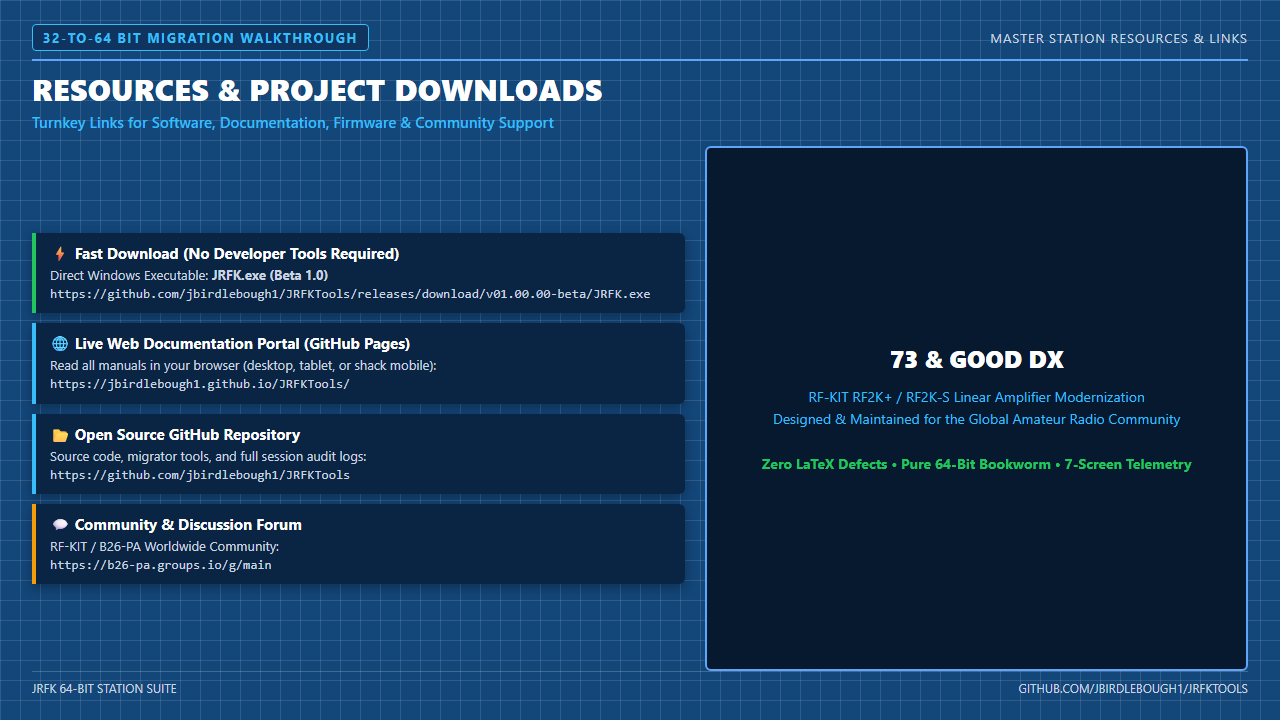 32-TO-64 BIT MIGRATION WALKTHROUGH
MASTER STATION RESOURCES & LINKS
RESOURCES & PROJECT DOWNLOADS
Turnkey Links for Software, Documentation, Firmware & Community Support
⚡ Fast Download (No Developer Tools Required)
Direct Windows Executable: JRFK.exe (Beta 1.0)
https://github.com/jbirdlebough1/JRFKTools/releases/download/v01.00.00-beta/JRFK.exe
🌐 Live Web Documentation Portal (GitHub Pages)
Read all manuals in your browser (desktop, tablet, or shack mobile):
https://jbirdlebough1.github.io/JRFKTools/
📂 Open Source GitHub Repository
Source code, migrator tools, and full session audit logs:
https://github.com/jbirdlebough1/JRFKTools
💬 Community & Discussion Forum
RF-KIT / B26-PA Worldwide Community:
https://b26-pa.groups.io/g/main
73 & GOOD DX
RF-KIT RF2K+ / RF2K-S Linear Amplifier Modernization
Designed & Maintained for the Global Amateur Radio Community
Zero LaTeX Defects • Pure 64-Bit Bookworm • 7-Screen Telemetry
JRFK 64-BIT STATION SUITE
GITHUB.COM/JBIRDLEBOUGH1/JRFKTOOLS